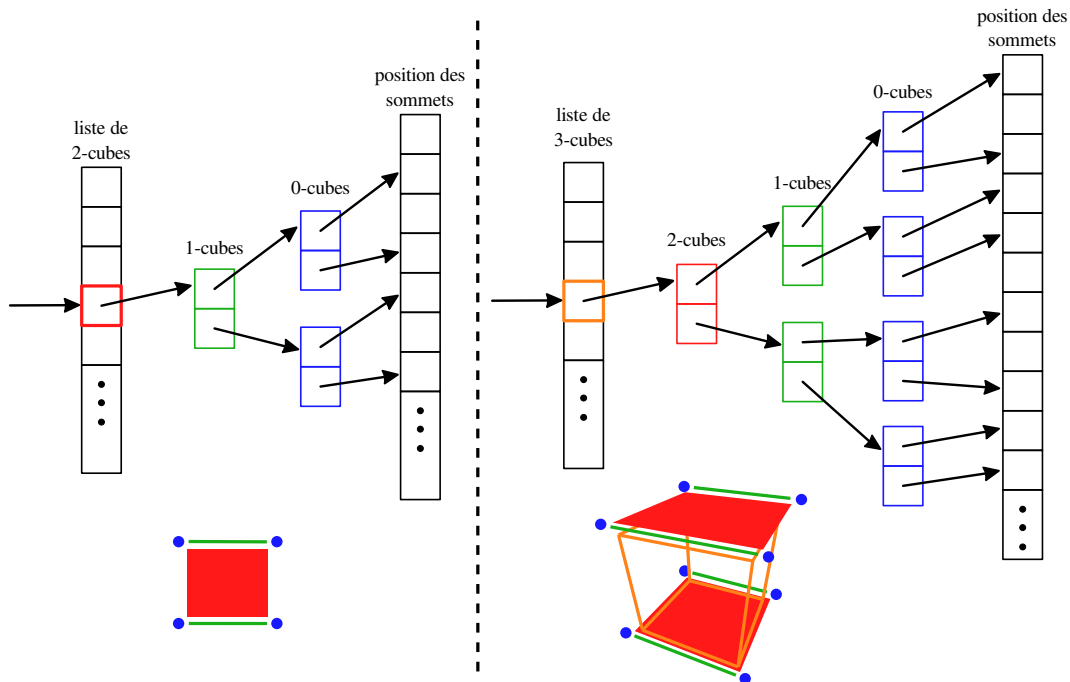 position des
sommets
liste de
2-cubes
0-cubes
1-cubes
position des
sommets
0-cubes
liste de
3-cubes
1-cubes
2-cubes